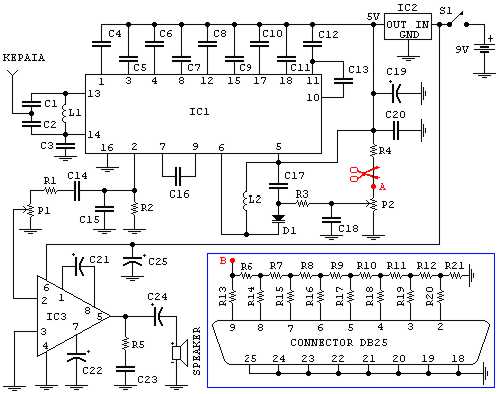 IC2
5V OUT IN S1
GND
9V
C4 C6 C8 C10 C12
KEPAIA
C5 C7 C9 C11 C13
C19
1 3 4 8 12 15 17 18 11
10
13 IC1
C1 L1
C2
14
C20
C3
16 2 7 9 6 5
R4
C16
C17
A
R1 C14
L2 R3 P2
P1 C15 R2
D1 C18
C21 C25
B
R6 R7 R8 R9 R10 R11 R12 R21
R13 R14 R15 R16 R17 R18 R19 R20
6 1 8
2 5
C24
IC3
3 7
4
R5
SPEAKER
C22 C23
9 8 7 6 5 4 3 2
CONNECTOR DB25
25 24 23 22 21 20 19 18